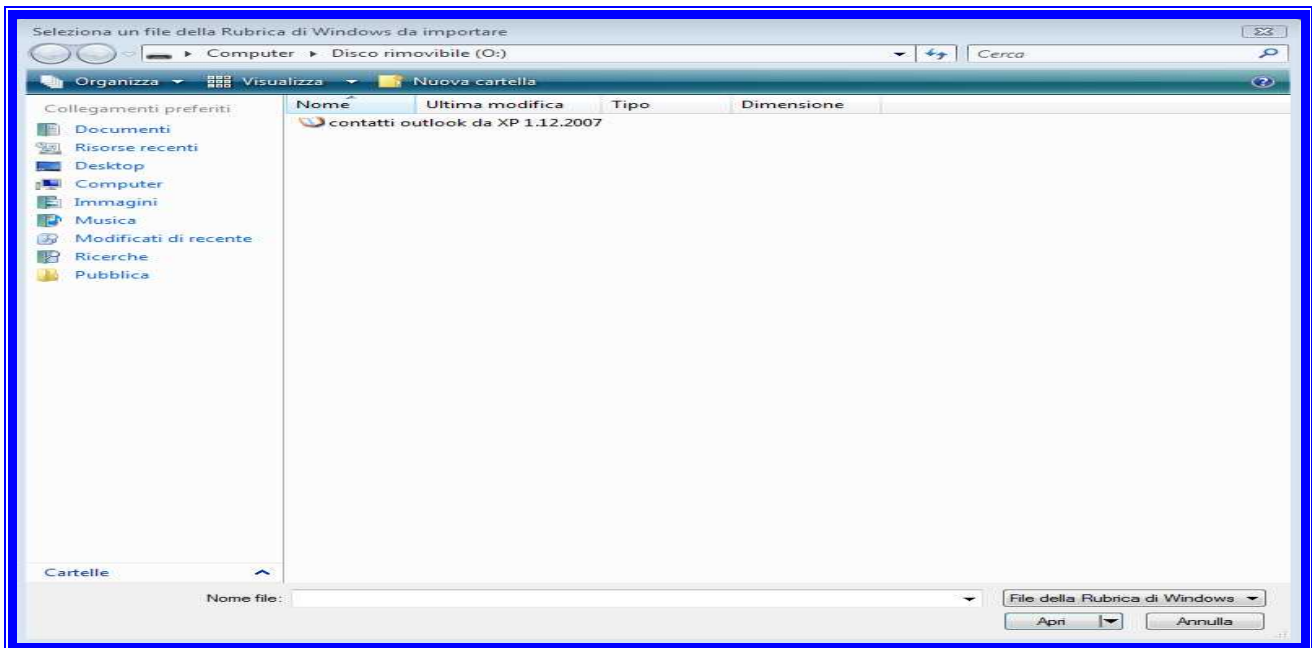 Seleziona un file della Rubrica di Windows da importare
Computer Disco rimovibile (O:) Cerca
Organizza Visualizza Nuova cartella
Collegamenti preferiti
Documenti
Risorse recenti
Desktop
Computer
Immagini
Musica
Modificati di recente
Ricerche
Pubblica
Nome Ultima modifica Tipo Dimensione
contatti outlook da XP 1.12.2007
Cartelle
Nome file: File della Rubrica di Windows
Apri Annulla